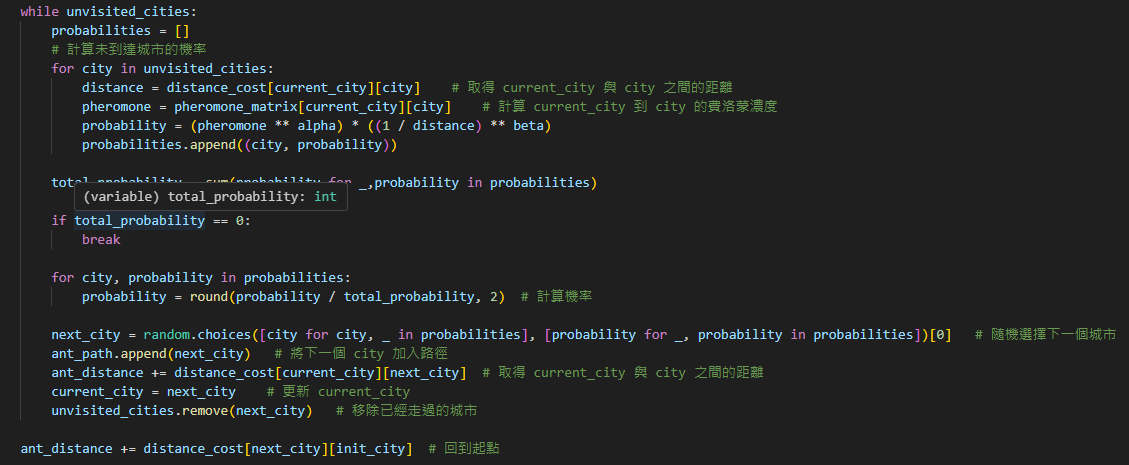 while unvisited_cities:
probabilities = []
# 計算未到達城市的機率
for city in unvisited_cities:
distance = distance_cost[current_city][city] # 取得 current_city 與 city 之間的距離
pheromone = pheromone_matrix[current_city][city] # 計算 current_city 到 city 的費洛蒙濃度
probability = (pheromone ** alpha) * ((1 / distance) ** beta)
probabilities.append((city, probability))
total_probability = sum(probability for _,probability in probabilities)
(variable) total_probability: int
if total_probability == 0:
break
for city, probability in probabilities:
probability = round(probability / total_probability, 2) # 計算機率
next_city = random.choices([city for city, _ in probabilities], [probability for _, probability in probabilities])[0] # 隨機選擇下一個城市
ant_path.append(next_city) # 將下一個 city 加入路徑
ant_distance += distance_cost[current_city][next_city] # 取得 current_city 與 city 之間的距離
current_city = next_city # 更新 current_city
unvisited_cities.remove(next_city) # 移除已經走過的城市
ant_distance += distance_cost[next_city][init_city] # 回到起點